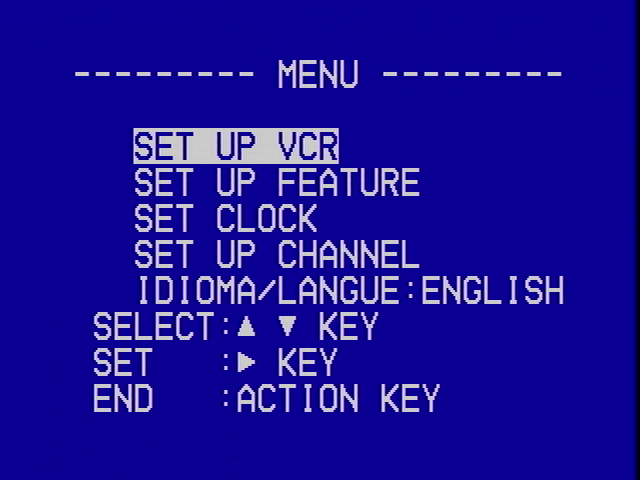 --------- MENU ---------
SET UP VCR
SET UP FEATURE
SET CLOCK
SET UP CHANNEL
IDIOMA/LANGUE:ENGLISH
SELECT:▲ ▼ KEY
SET :▶ KEY
END :ACTION KEY